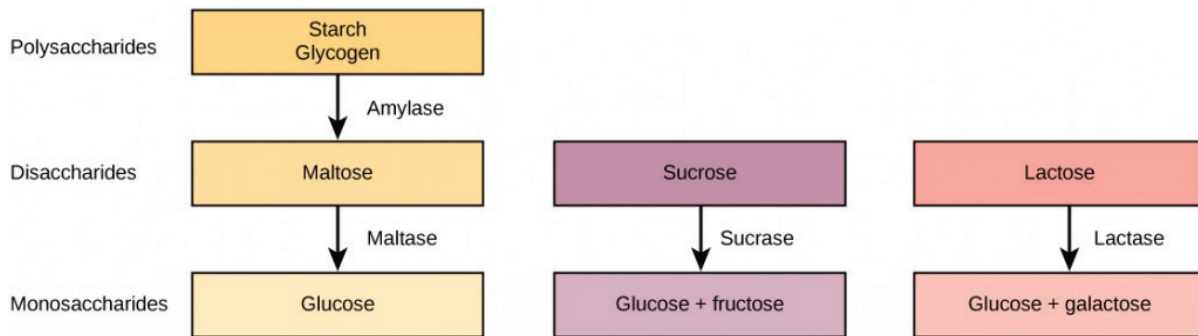 Polysaccharides
Starch
Glycogen
Amylase
Disaccharides
Maltose
Sucrose
Lactose
Maltase
Sucrase
Lactase
Monosaccharides
Glucose
Glucose + fructose
Glucose + galactose